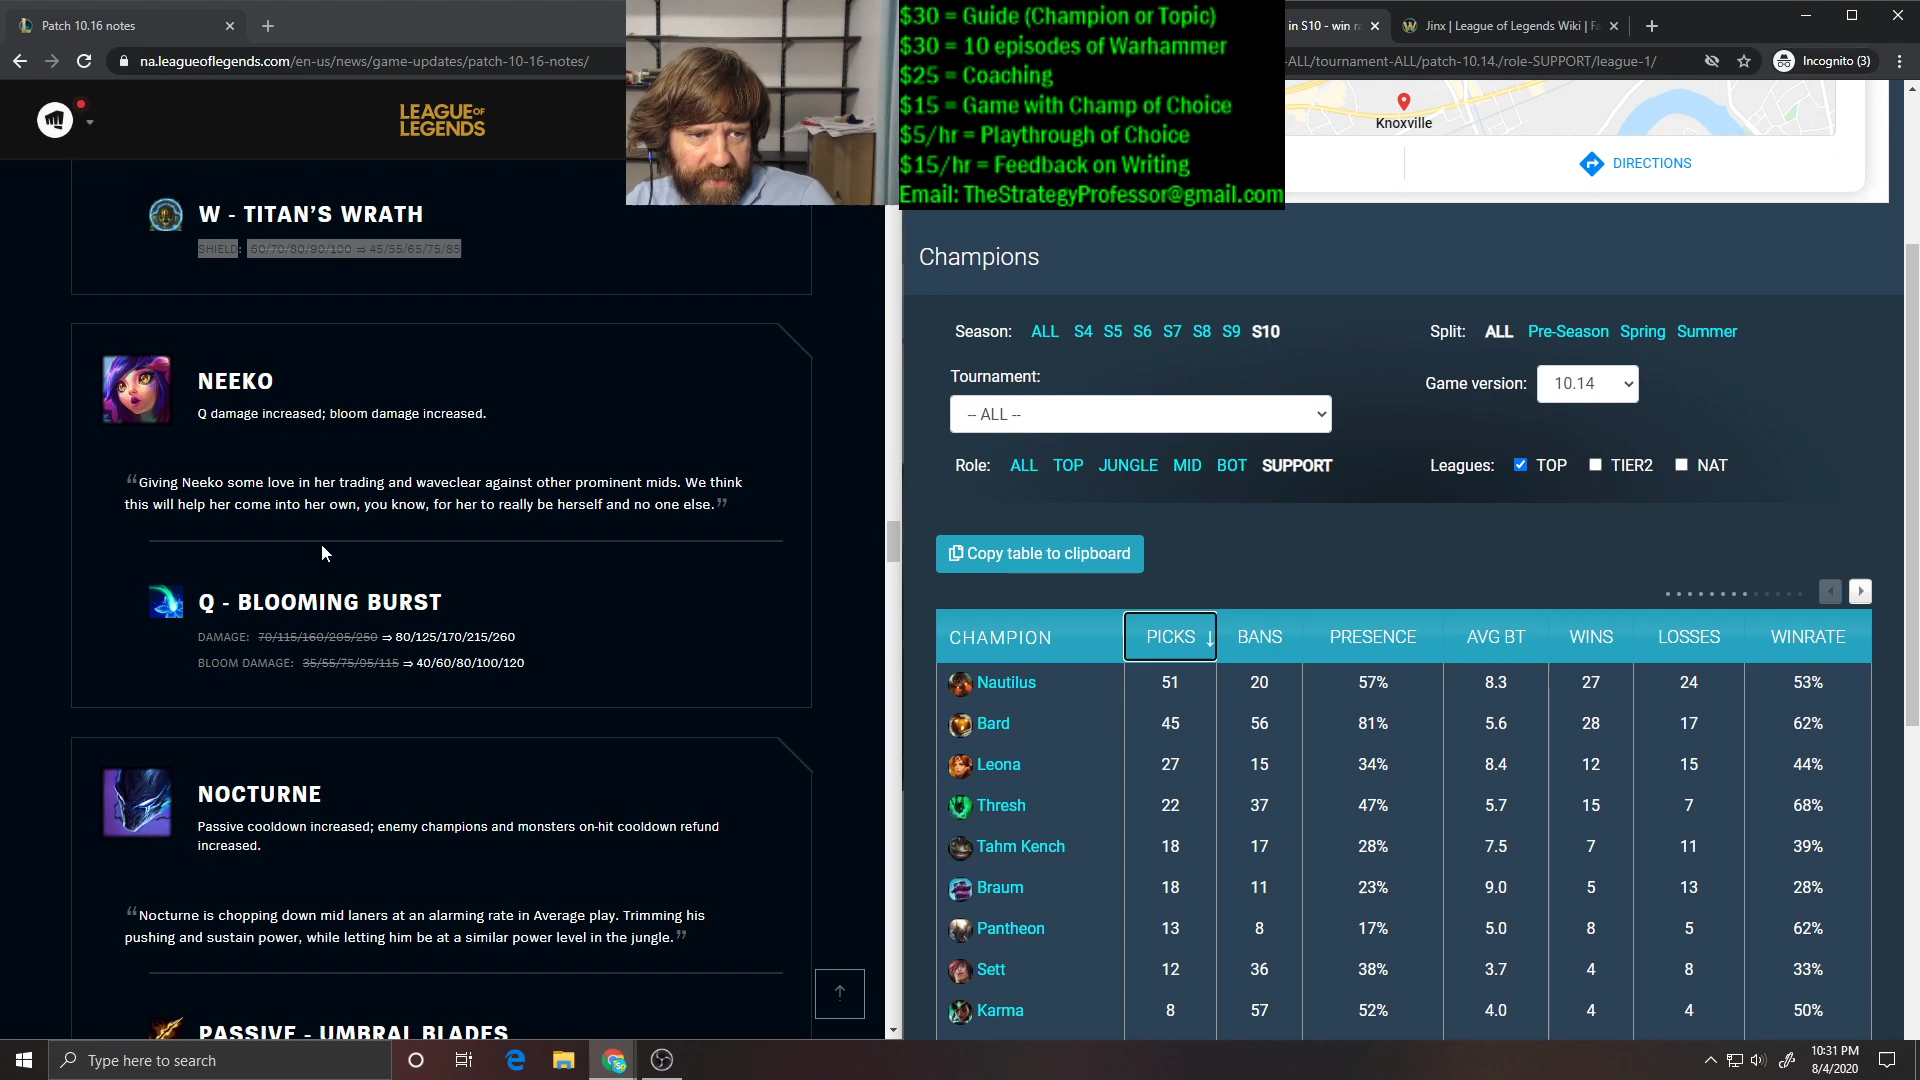 Patch 10.16 notes
na.leagueoflegends.com/en-us/news/game-updates/patch-10-16-notes/
LEAGUE OF
LEGENDS
W - TITAN'S WRATH
SHIELD: 60/70/80/90/100 ⇒ 45/55/65/75/85
NEEKO
Q damage increased; bloom damage increased.
“Giving Neeko some love in her trading and waveclear against other prominent mids. We think
this will help her come into her own, you know, for her to really be herself and no one else.”
Q - BLOOMING BURST
DAMAGE: 70/115/160/205/250 ⇒ 80/125/170/215/260
BLOOM DAMAGE: 35/55/75/95/115 ⇒ 40/60/80/100/120
NOCTURNE
Passive cooldown increased; enemy champions and monsters on-hit cooldown refund
increased.
“Nocturne is chopping down mid laners at an alarming rate in Average play. Trimming his
pushing and sustain power, while letting him be at a similar power level in the jungle.”
PASSIVE - UMBRAL BLADES
$30 = Guide (Champion or Topic)
$30 = 10 episodes of Warhammer
$25 = Coaching
$15 = Game with Champ of Choice
$5/hr = Playthrough of Choice
$15/hr = Feedback on Writing
Email: TheStrategyProfessor@gmail.com
in S10 - win ra
Jinx | League of Legends Wiki | Fa
-ALL/tournament-ALL/patch-10.14./role-SUPPORT/league-1/
Incognito (3)
Knoxville
DIRECTIONS
Champions
Season: ALL S4 S5 S6 S7 S8 S9 S10
Split: ALL Pre-Season Spring Summer
Tournament:
-- ALL --
Game version: 10.14
Role: ALL TOP JUNGLE MID BOT SUPPORT
Leagues: TOP TIER2 NAT
Copy table to clipboard
CHAMPION PICKS ↓ BANS PRESENCE AVG BT WINS LOSSES WINRATE
Nautilus 51 20 57% 8.3 27 24 53%
Bard 45 56 81% 5.6 28 17 62%
Leona 27 15 34% 8.4 12 15 44%
Thresh 22 37 47% 5.7 15 7 68%
Tahm Kench 18 17 28% 7.5 7 11 39%
Braum 18 11 23% 9.0 5 13 28%
Pantheon 13 8 17% 5.0 8 5 62%
Sett 12 36 38% 3.7 4 8 33%
Karma 8 57 52% 4.0 4 4 50%
Type here to search
10:31 PM
8/4/2020